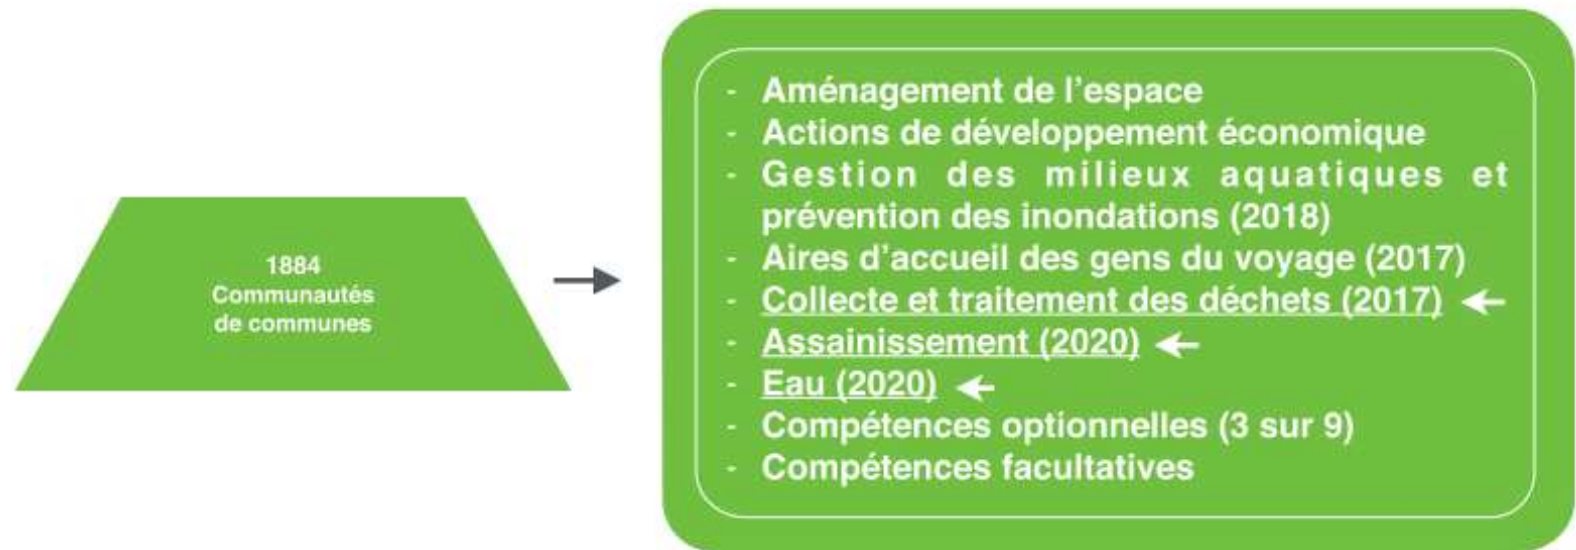 1884
Communautés
de communes
- Aménagement de l'espace
- Actions de développement économique
- Gestion des milieux aquatiques et
prévention des inondations (2018)
- Aires d'accueil des gens du voyage (2017)
- Collecte et traitement des déchets (2017)
- Assainissement (2020)
- Eau (2020)
- Compétences optionnelles (3 sur 9)
- Compétences facultatives